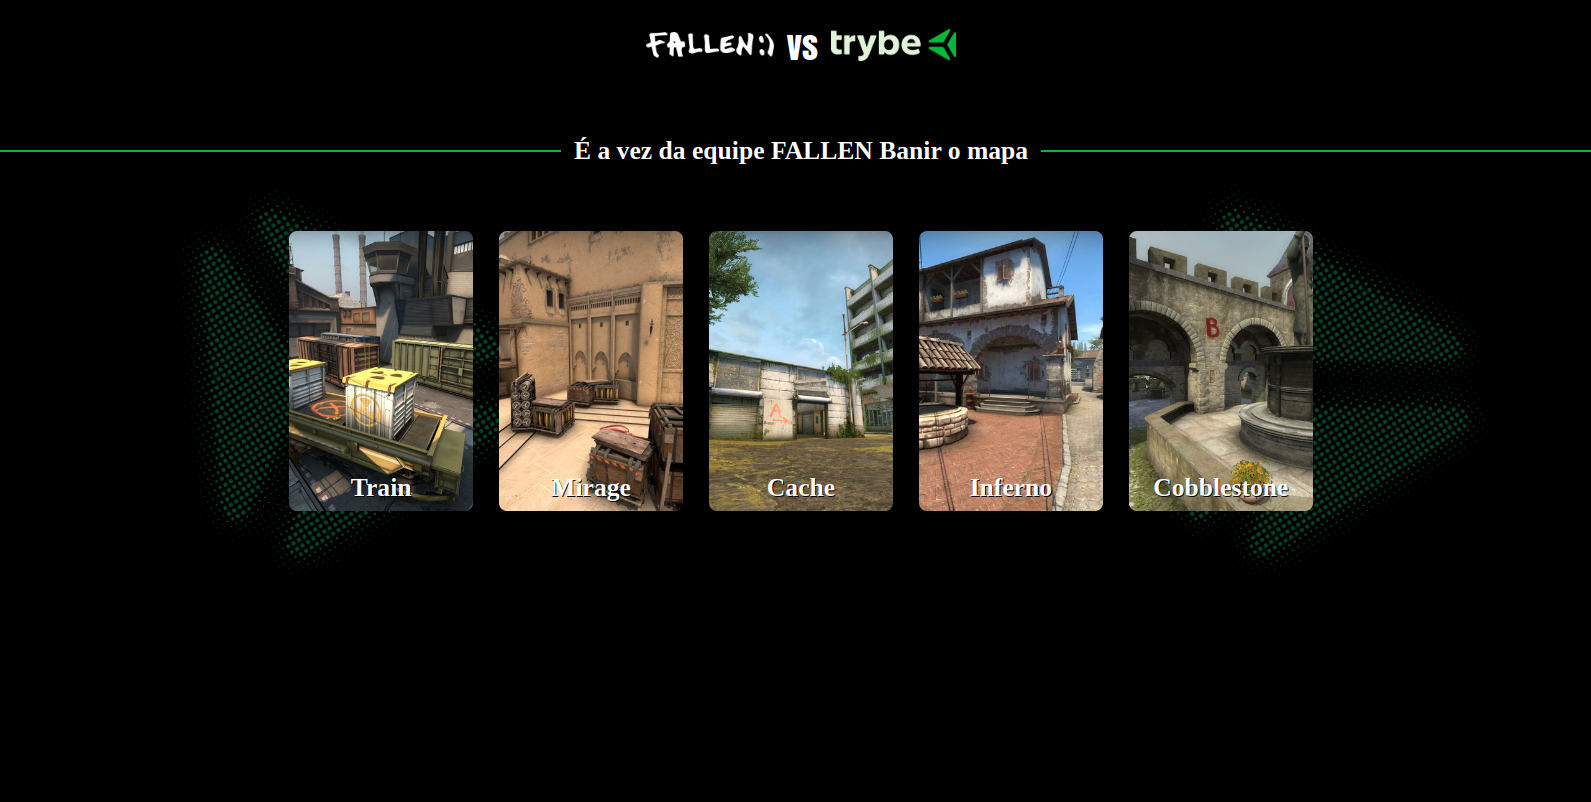 FALLEN:) VS trybe
É a vez da equipe FALLEN Banir o mapa
A
B
Train
Mirage
Cache
Inferno
Cobblestone